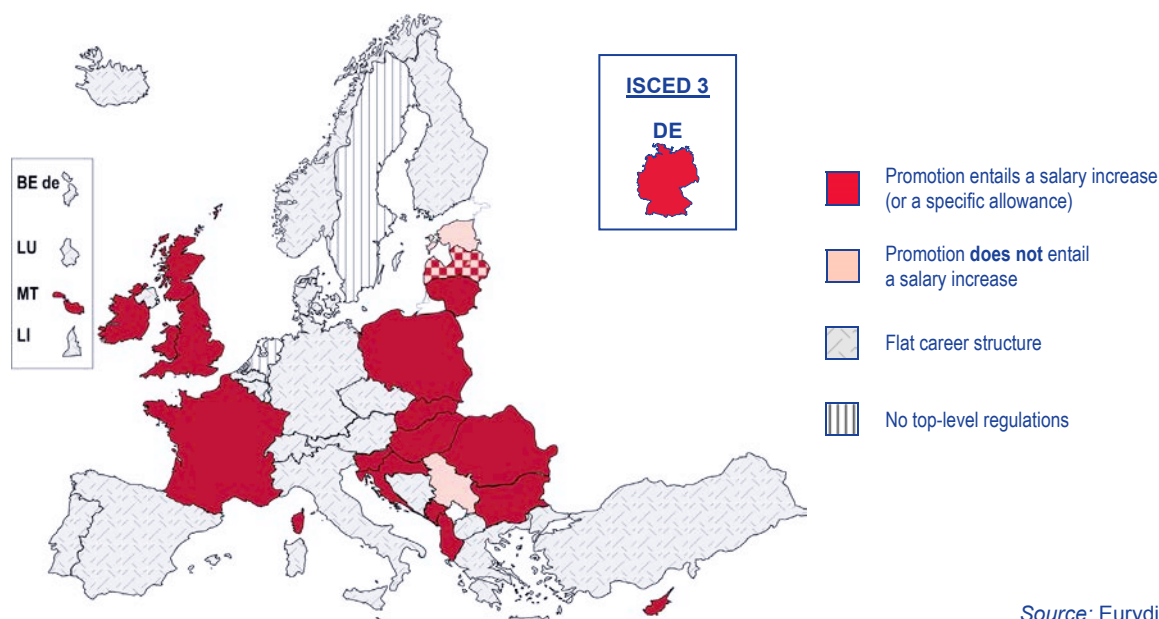 ISCED 3
DE
BE de
LU
MT
LI
Promotion entails a salary increase
(or a specific allowance)
Promotion does not entail
a salary increase
Flat career structure
No top-level regulations
Source: Eurydi